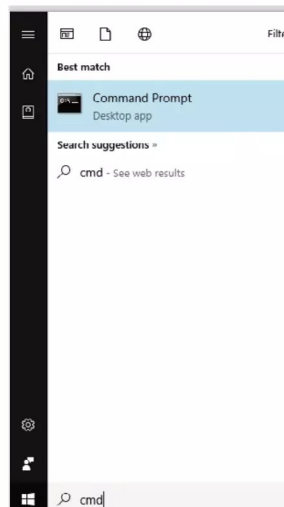 Filte
Best match
Command Prompt
Desktop app
Search suggestions »
cmd - See web results
cmd